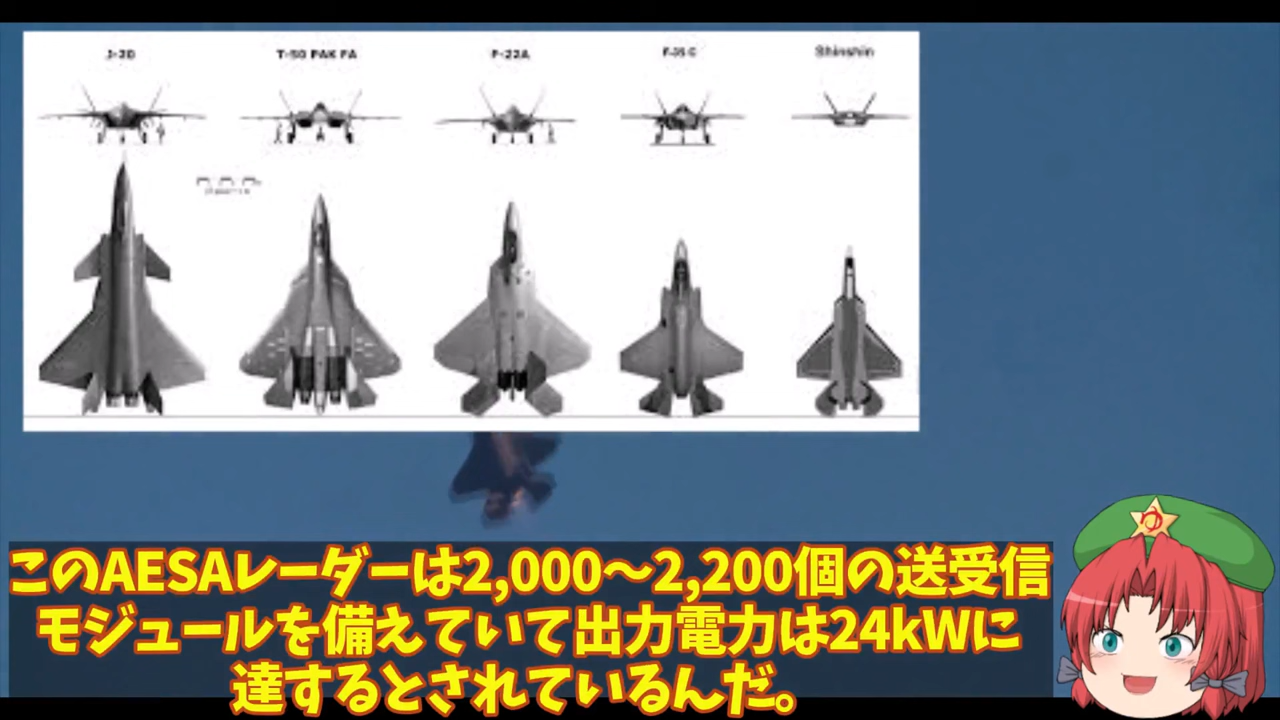 J-20
T-50 PAK FA
F-22A
F-35 C
Shinshin
このAESAレーダーは2,000～2,200個の送受信
モジュールを備えていて出力電力は24kWに
達するとされているんだ。